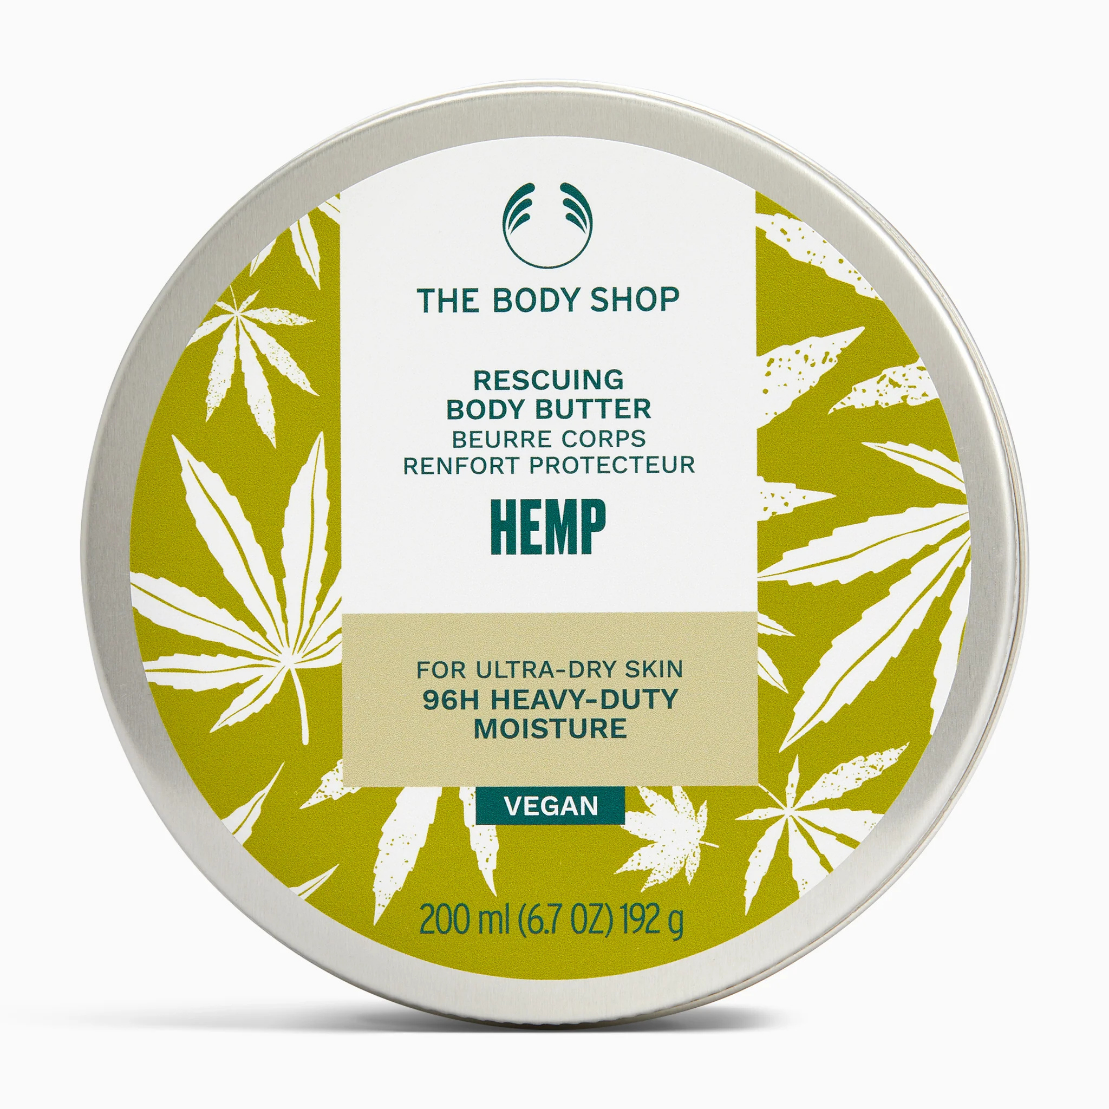 THE BODY SHOP
RESCUING
BODY BUTTER
BEURRE CORPS
RENFORT PROTECTEUR
HEMP
FOR ULTRA-DRY SKIN
96H HEAVY-DUTY
MOISTURE
VEGAN
200 ml (6.7 OZ) 192 g